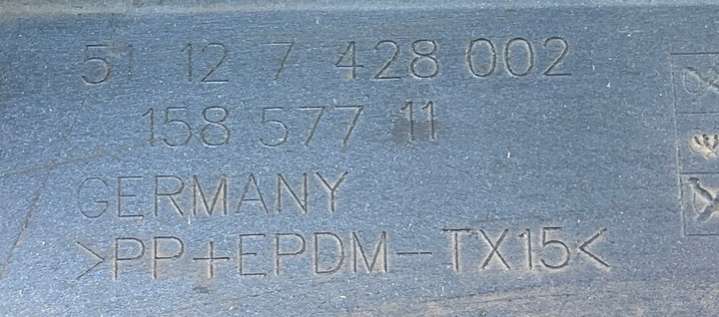 51 12 7 428 002
158 577 11
GERMANY
>PP+EPDM-TX15<